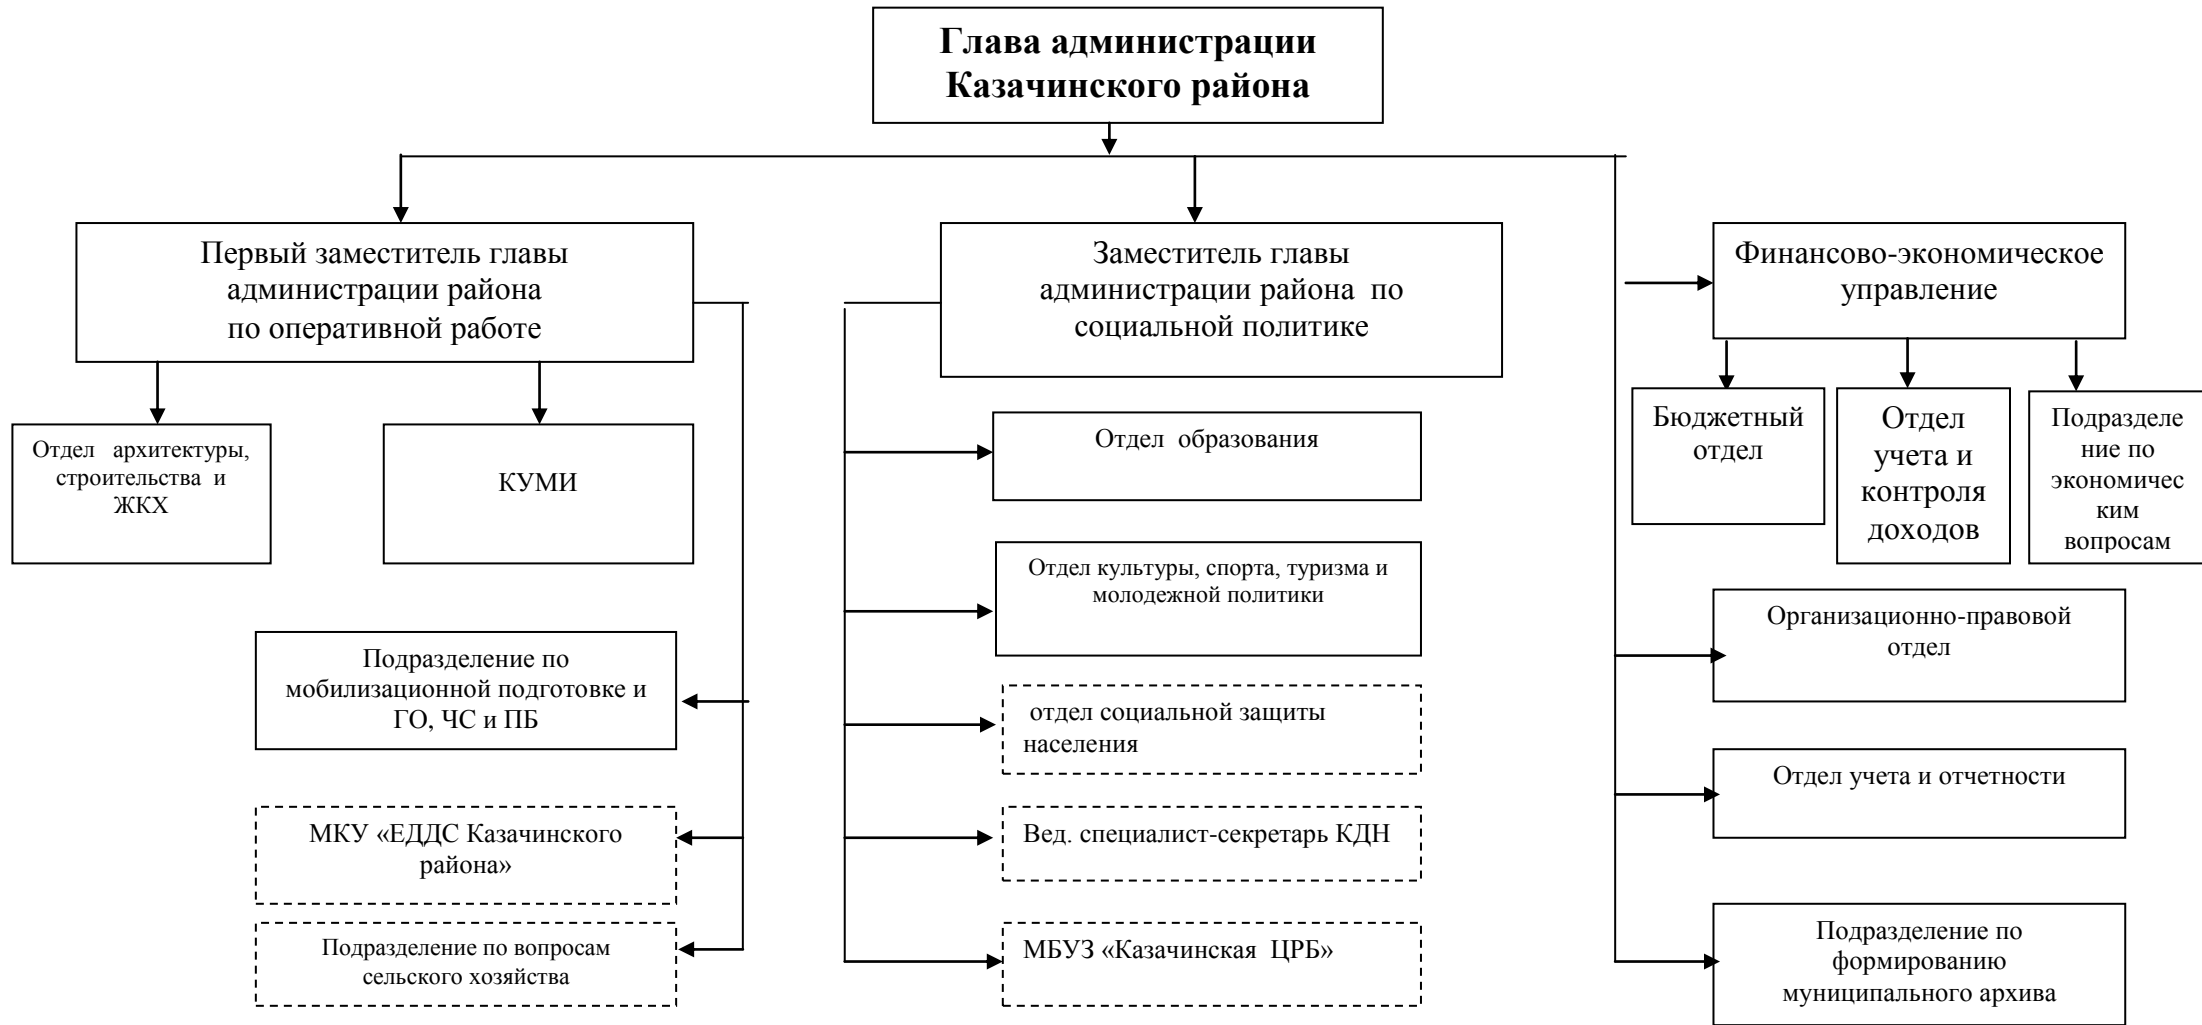 Глава администрации
Казачинского района
Первый заместитель главы
администрации района
по оперативной работе
Заместитель главы
администрации района по
социальной политике
Финансово-экономическое
управление
Отдел архитектуры,
строительства и
ЖКХ
КУМИ
Отдел образования
Бюджетный
отдел
Отдел
учета и
контроля
доходов
Подразделе
ние по
экономичес
ким
вопросам
Отдел культуры, спорта, туризма и
молодежной политики
Организационно-правовой
отдел
Подразделение по
мобилизационной подготовке и
ГО, ЧС и ПБ
отдел социальной защиты
населения
Отдел учета и отчетности
МКУ «ЕДДС Казачинского
района»
Вед. специалист-секретарь КДН
Подразделение по вопросам
сельского хозяйства
МБУЗ «Казачинская ЦРБ»
Подразделение по
формированию
муниципального архива